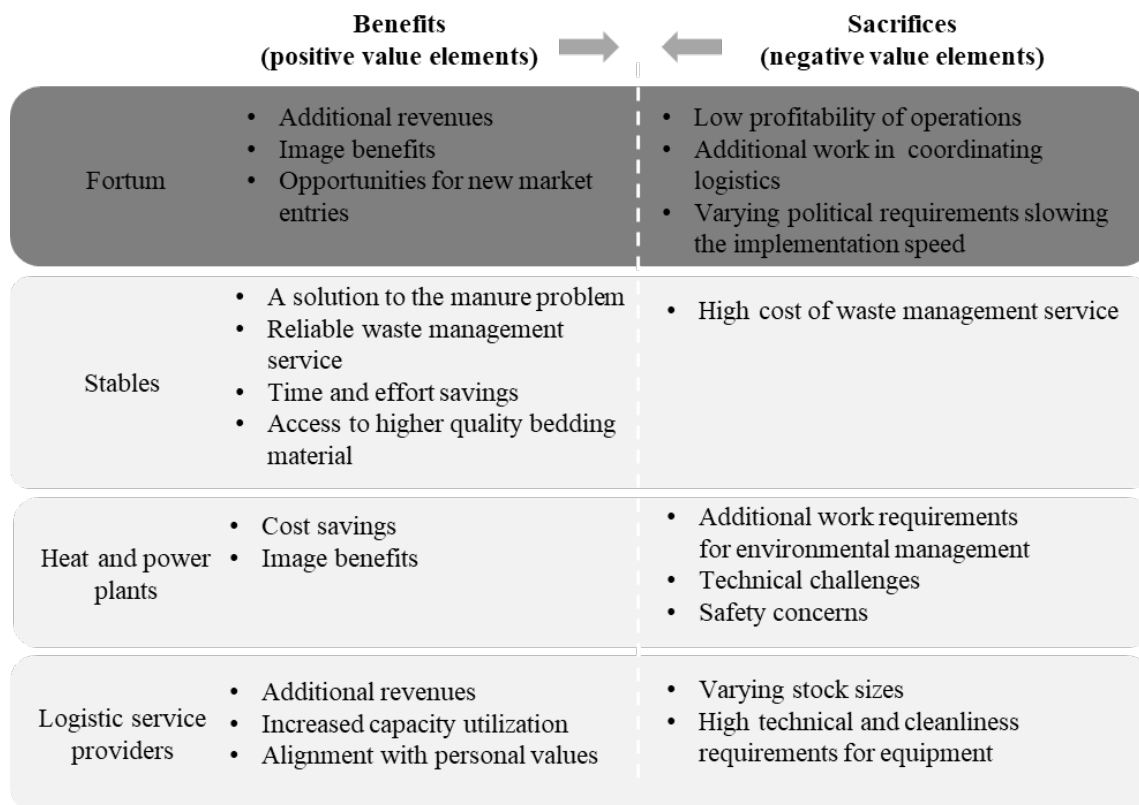 Benefits
(positive value elements)
Sacrifices
(negative value elements)
Fortum
• Additional revenues
• Image benefits
• Opportunities for new market
entries
• Low profitability of operations
• Additional work in coordinating
logistics
• Varying political requirements slowing
the implementation speed
Stables
• A solution to the manure problem
• Reliable waste management
service
• Time and effort savings
• Access to higher quality bedding
material
• High cost of waste management service
Heat and power
plants
• Cost savings
• Image benefits
• Additional work requirements
for environmental management
• Technical challenges
• Safety concerns
Logistic service
providers
• Additional revenues
• Increased capacity utilization
• Alignment with personal values
• Varying stock sizes
• High technical and cleanliness
requirements for equipment